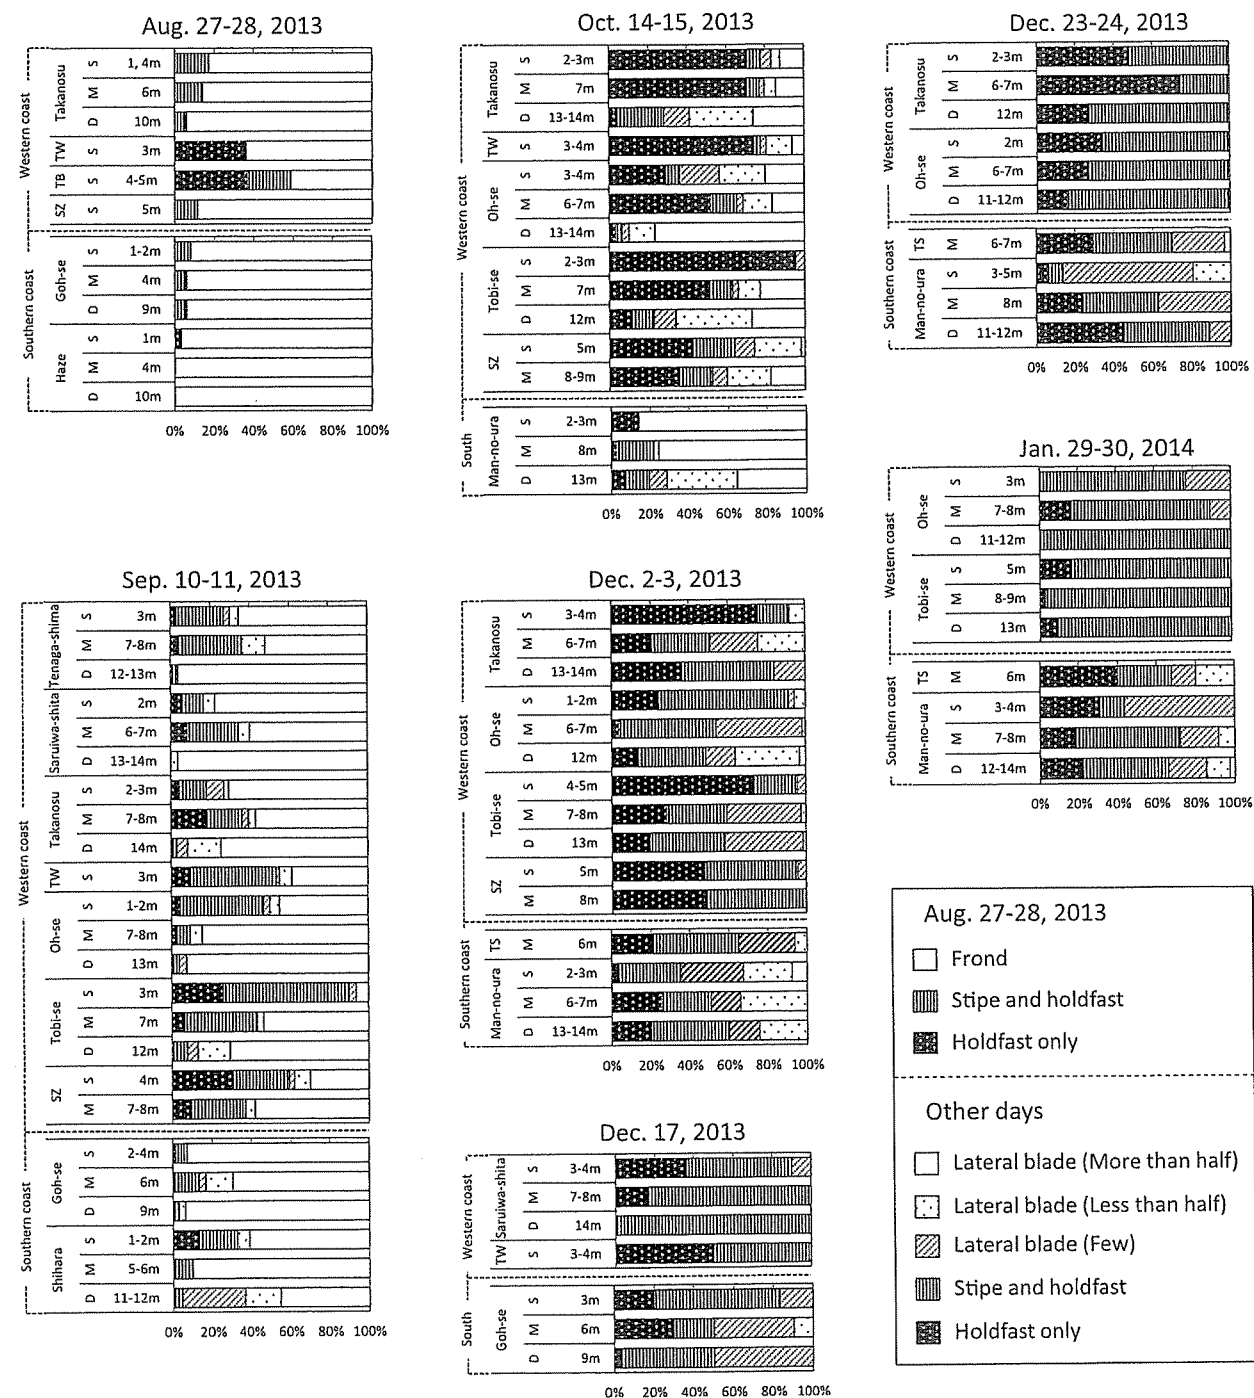 Aug. 27-28, 2013
Western coast
Takanosu
S 1, 4m
M 6m
D 10m
TW S 3m
TB S 4-5m
SZ S 5m
Southern coast
Goh-se
S 1-2m
M 4m
D 9m
Haze
S 1m
M 4m
D 10m
0% 20% 40% 60% 80% 100%
Sep. 10-11, 2013
Western coast
Tenaga-shima
S 3m
M 7-8m
D 12-13m
Saruiwa-shita
S 2m
M 6-7m
D 13-14m
Takanosu
S 2-3m
M 7-8m
D 14m
TW S 3m
Oh-se
S 1-2m
M 7-8m
D 13m
Tobi-se
S 3m
M 7m
D 12m
SZ
S 4m
M 7-8m
Southern coast
Goh-se
S 2-4m
M 6m
D 9m
Shihara
S 1-2m
M 5-6m
D 11-12m
0% 20% 40% 60% 80% 100%
Oct. 14-15, 2013
Western coast
Takanosu
S 2-3m
M 7m
D 13-14m
TW S 3-4m
Oh-se
S 3-4m
M 6-7m
D 13-14m
Tobi-se
S 2-3m
M 7m
D 12m
SZ
S 5m
M 8-9m
South
Man-no-ura
S 2-3m
M 8m
D 13m
0% 20% 40% 60% 80% 100%
Dec. 2-3, 2013
Western coast
Takanosu
S 3-4m
M 6-7m
D 13-14m
Oh-se
S 1-2m
M 6-7m
D 12m
Tobi-se
S 4-5m
M 7-8m
D 13m
SZ
S 5m
M 8m
Southern coast
TS M 6m
Man-no-ura
S 2-3m
M 6-7m
D 13-14m
0% 20% 40% 60% 80% 100%
Dec. 17, 2013
Western coast
Saruiwa-shita
S 3-4m
M 7-8m
D 14m
TW S 3-4m
South
Goh-se
S 3m
M 6m
D 9m
0% 20% 40% 60% 80% 100%
Dec. 23-24, 2013
Western coast
Takanosu
S 2-3m
M 6-7m
D 12m
Oh-se
S 2m
M 6-7m
D 11-12m
Southern coast
TS M 6-7m
Man-no-ura
S 3-5m
M 8m
D 11-12m
0% 20% 40% 60% 80% 100%
Jan. 29-30, 2014
Western coast
Oh-se
S 3m
M 7-8m
D 11-12m
Tobi-se
S 5m
M 8-9m
D 13m
Southern coast
TS M 6m
Man-no-ura
S 3-4m
M 7-8m
D 12-14m
0% 20% 40% 60% 80% 100%
Aug. 27-28, 2013
Frond
Stipe and holdfast
Holdfast only
Other days
Lateral blade (More than half)
Lateral blade (Less than half)
Lateral blade (Few)
Stipe and holdfast
Holdfast only